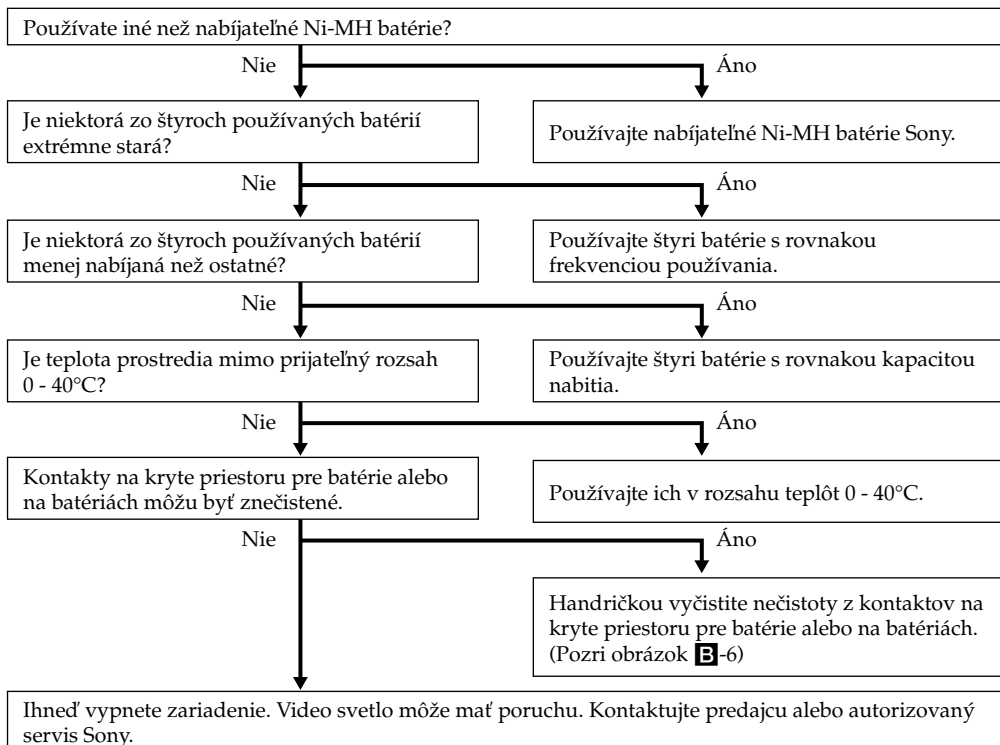 Používate iné než nabíjateľné Ni-MH batérie?
Nie
Áno
Je niektorá zo štyroch používaných batérií
extrémne stará?
Používajte nabíjateľné Ni-MH batérie Sony.
Nie
Áno
Je niektorá zo štyroch používaných batérií
menej nabíjaná než ostatné?
Používajte štyri batérie s rovnakou
frekvenciou používania.
Nie
Áno
Je teplota prostredia mimo prijateľný rozsah
0 - 40°C?
Používajte štyri batérie s rovnakou kapacitou
nabitia.
Nie
Áno
Kontakty na kryte priestoru pre batérie alebo
na batériách môžu byť znečistené.
Používajte ich v rozsahu teplôt 0 - 40°C.
Nie
Áno
Handričkou vyčistite nečistoty z kontaktov na
kryte priestoru pre batérie alebo na batériách.
(Pozri obrázok B-6)
Ihneď vypnete zariadenie. Video svetlo môže mať poruchu. Kontaktujte predajcu alebo autorizovaný
servis Sony.